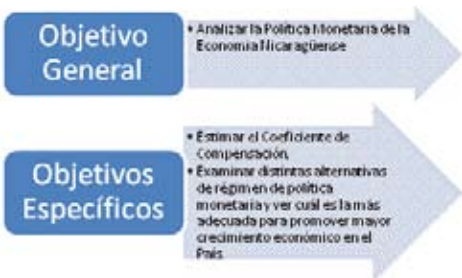 Objetivo
General
• Analizar la Política Monetaria de la
Economía Nicaragüense
Objetivos
Específicos
• Estimar el Coeficiente de
Compensación.
• Examinar distintas alternativas
de régimen de política
monetaria y ver cuál es la más
adecuada para promover mayor
crecimiento económico en el
País.